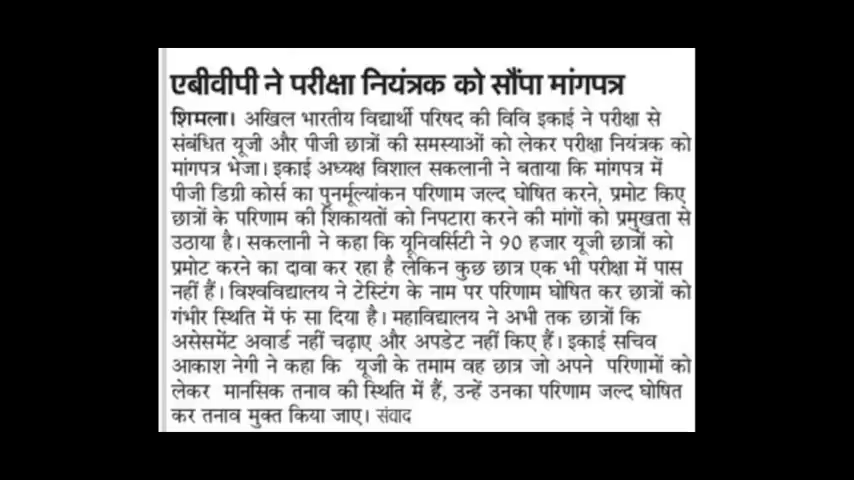 एबीवीपी ने परीक्षा नियंत्रक को सौंपा मांगपत्र
शिमला। अखिल भारतीय विद्यार्थी परिषद की विवि इकाई ने परीक्षा से
संबंधित यूजी और पीजी छात्रों की समस्याओं को लेकर परीक्षा नियंत्रक को
मांगपत्र भेजा। इकाई अध्यक्ष विशाल सकलानी ने बताया कि मांगपत्र में
पीजी डिग्री कोर्स का पुनर्मूल्यांकन परिणाम जल्द घोषित करने, प्रमोट किए
छात्रों के परिणाम की शिकायतों को निपटारा करने की मांगों को प्रमुखता से
उठाया है। सकलानी ने कहा कि यूनिवर्सिटी ने 90 हजार यूजी छात्रों को
प्रमोट करने का दावा कर रहा है लेकिन कुछ छात्र एक भी परीक्षा में पास
नहीं हैं। विश्वविद्यालय ने टेस्टिंग के नाम पर परिणाम घोषित कर छात्रों को
गंभीर स्थिति में फं सा दिया है। महाविद्यालय ने अभी तक छात्रों कि
असेसमेंट अवार्ड नहीं चढ़ाए और अपडेट नहीं किए हैं। इकाई सचिव
आकाश नेगी ने कहा कि यूजी के तमाम वह छात्र जो अपने परिणामों को
लेकर मानसिक तनाव की स्थिति में हैं, उन्हें उनका परिणाम जल्द घोषित
कर तनाव मुक्त किया जाए। संवाद